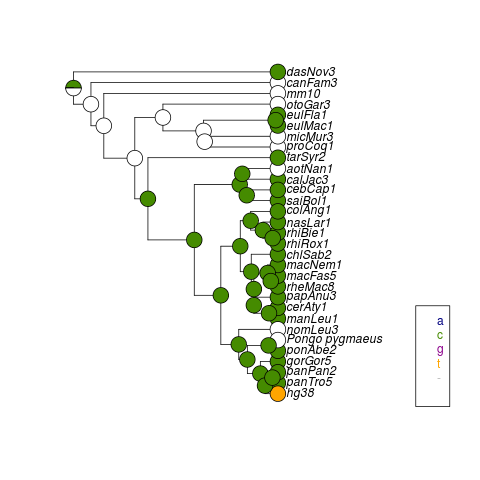 dasNov3
canFam3
mm10
otoGar3
eulFla1
eulMac1
micMur3
proCoq1
tarSyr2
aotNan1
calJac3
cebCap1
saiBol1
colAng1
nasLar1
rhiBie1
rhiRox1
chlSab2
macNem1
macFas5
rheMac8
papAnu3
cerAty1
manLeu1
nomLeu3
Pongo pygmaeus
ponAbe2
gorGor5
panPan2
panTro5
hg38
a
c
g
t
-